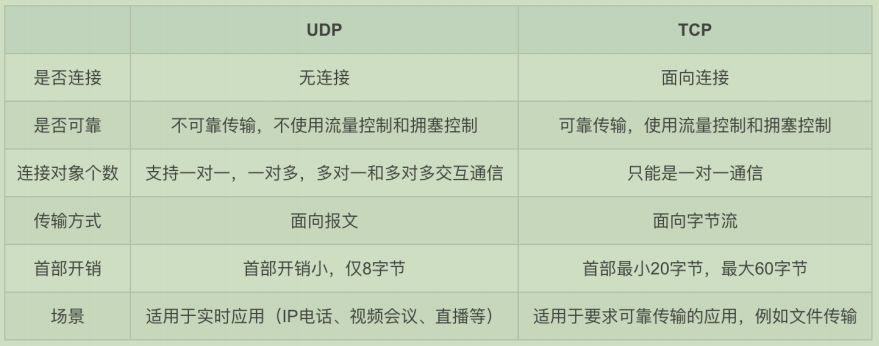 UDP TCP
是否连接 无连接 面向连接
是否可靠 不可靠传输，不使用流量控制和拥塞控制 可靠传输，使用流量控制和拥塞控制
连接对象个数 支持一对一，一对多，多对一和多对多交互通信 只能是一对一通信
传输方式 面向报文 面向字节流
首部开销 首部开销小，仅8字节 首部最小20字节，最大60字节
场景 适用于实时应用（IP电话、视频会议、直播等） 适用于要求可靠传输的应用，例如文件传输